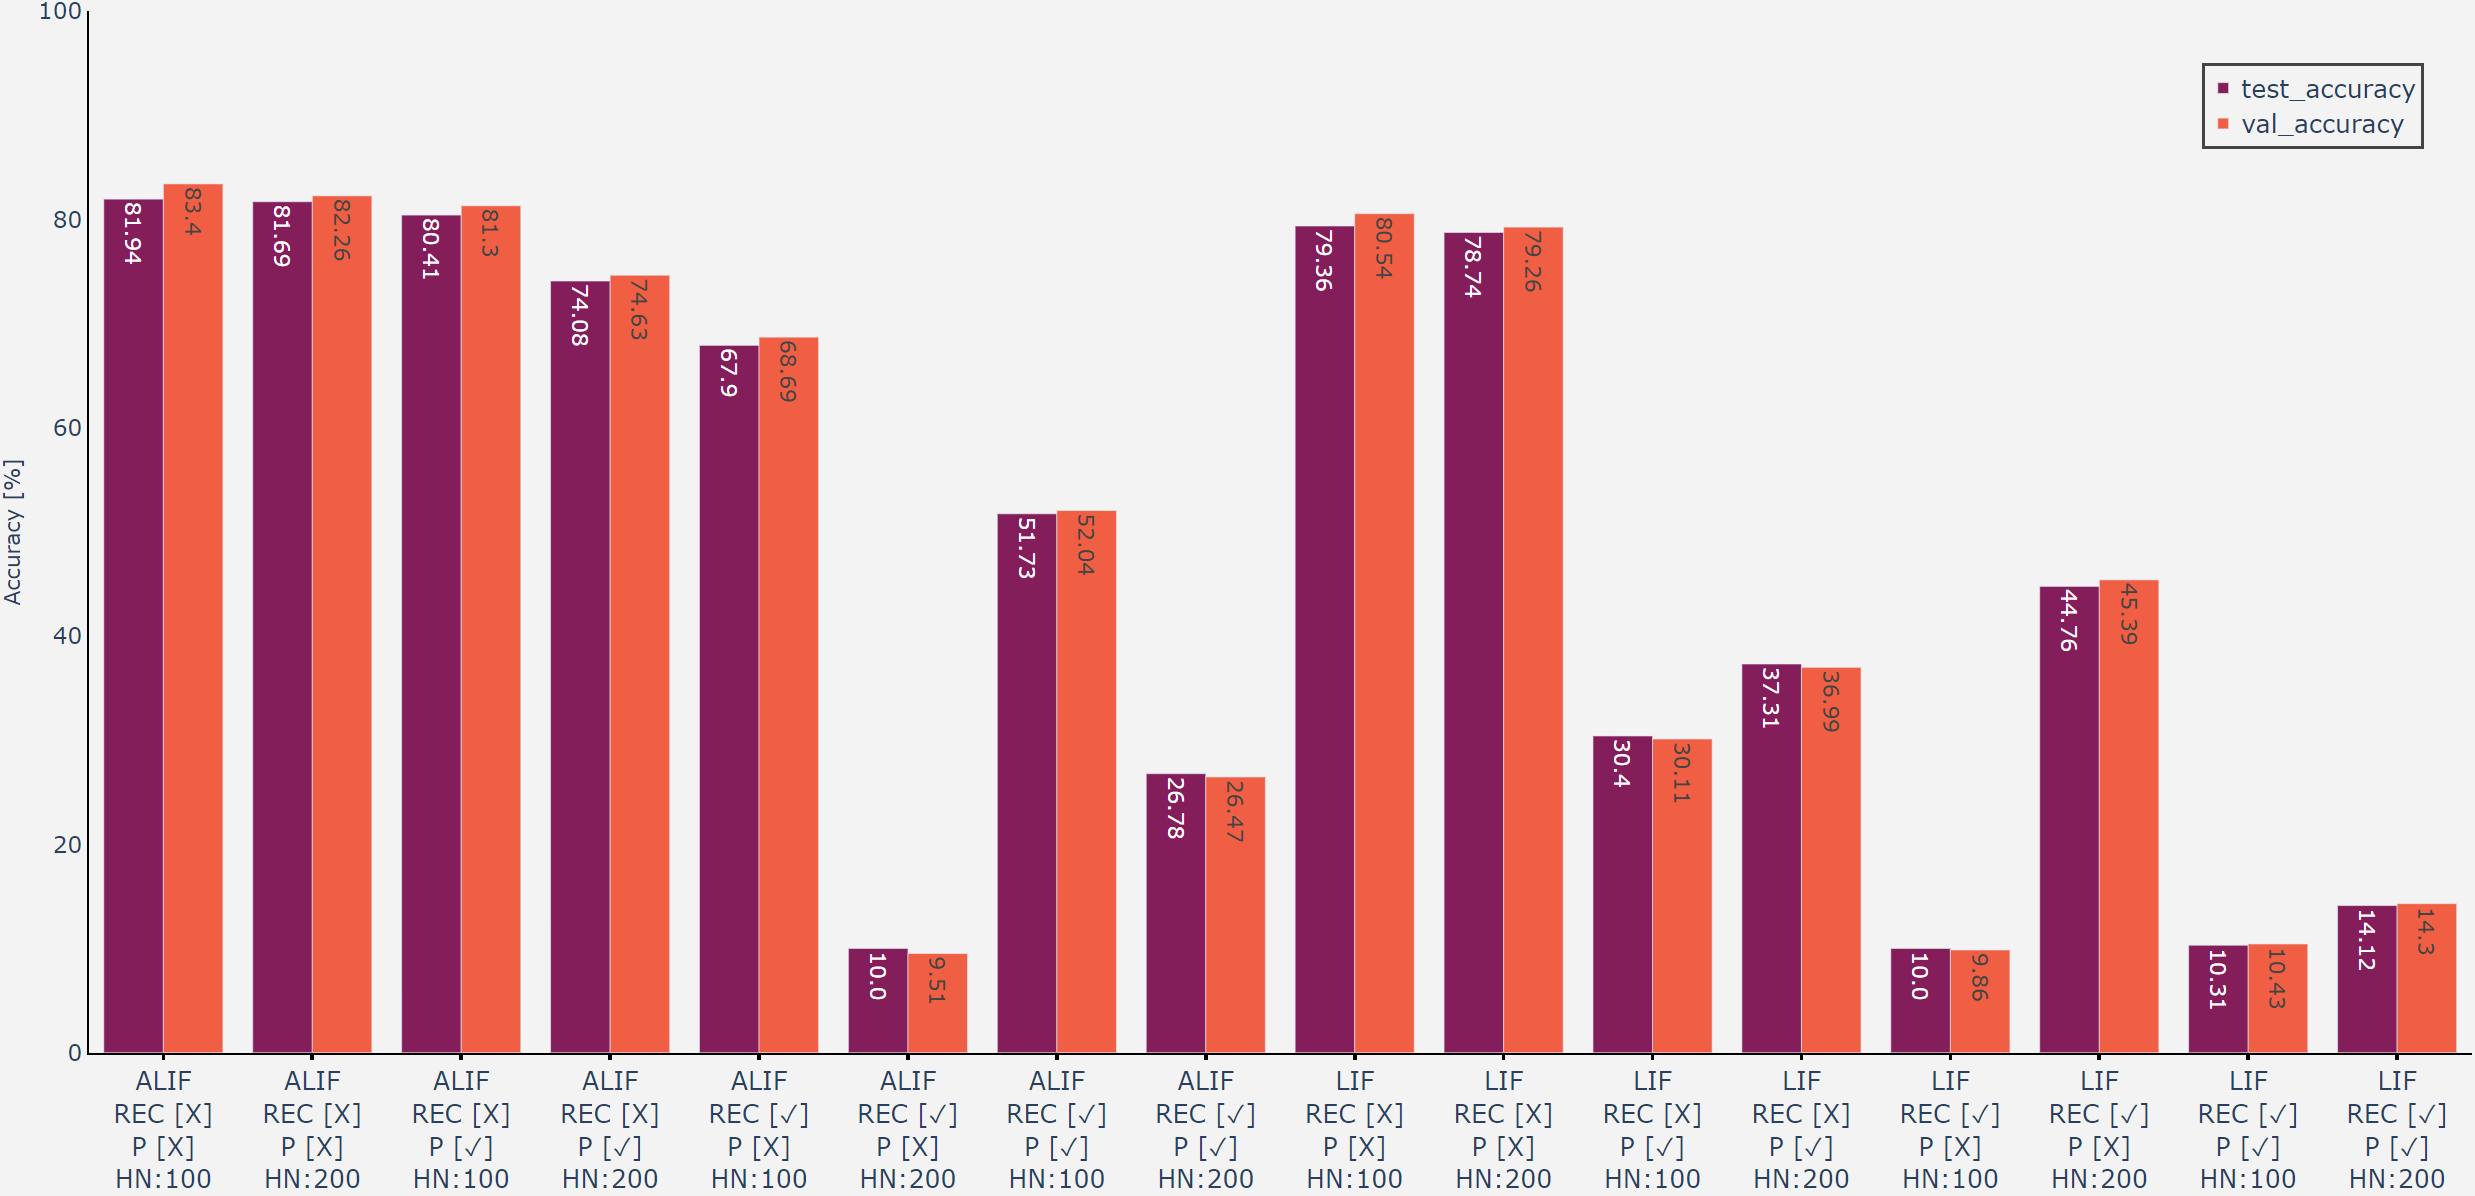 100
80
60
40
20
0
Accuracy [%]
test_accuracy
val_accuracy
81.94
83.4
81.69
82.26
80.41
81.3
74.08
74.63
67.9
68.69
10.0
9.51
51.73
52.04
26.78
26.47
79.36
80.54
78.74
79.26
30.4
30.11
37.31
36.99
10.0
9.86
44.76
45.39
10.31
10.43
14.12
14.3
ALIF
REC [X]
P [X]
HN:100
ALIF
REC [X]
P [X]
HN:200
ALIF
REC [X]
P [✓]
HN:100
ALIF
REC [X]
P [✓]
HN:200
ALIF
REC [✓]
P [X]
HN:100
ALIF
REC [✓]
P [X]
HN:200
ALIF
REC [✓]
P [✓]
HN:100
ALIF
REC [✓]
P [✓]
HN:200
LIF
REC [X]
P [X]
HN:100
LIF
REC [X]
P [X]
HN:200
LIF
REC [X]
P [✓]
HN:100
LIF
REC [X]
P [✓]
HN:200
LIF
REC [✓]
P [X]
HN:100
LIF
REC [✓]
P [X]
HN:200
LIF
REC [✓]
P [✓]
HN:100
LIF
REC [✓]
P [✓]
HN:200